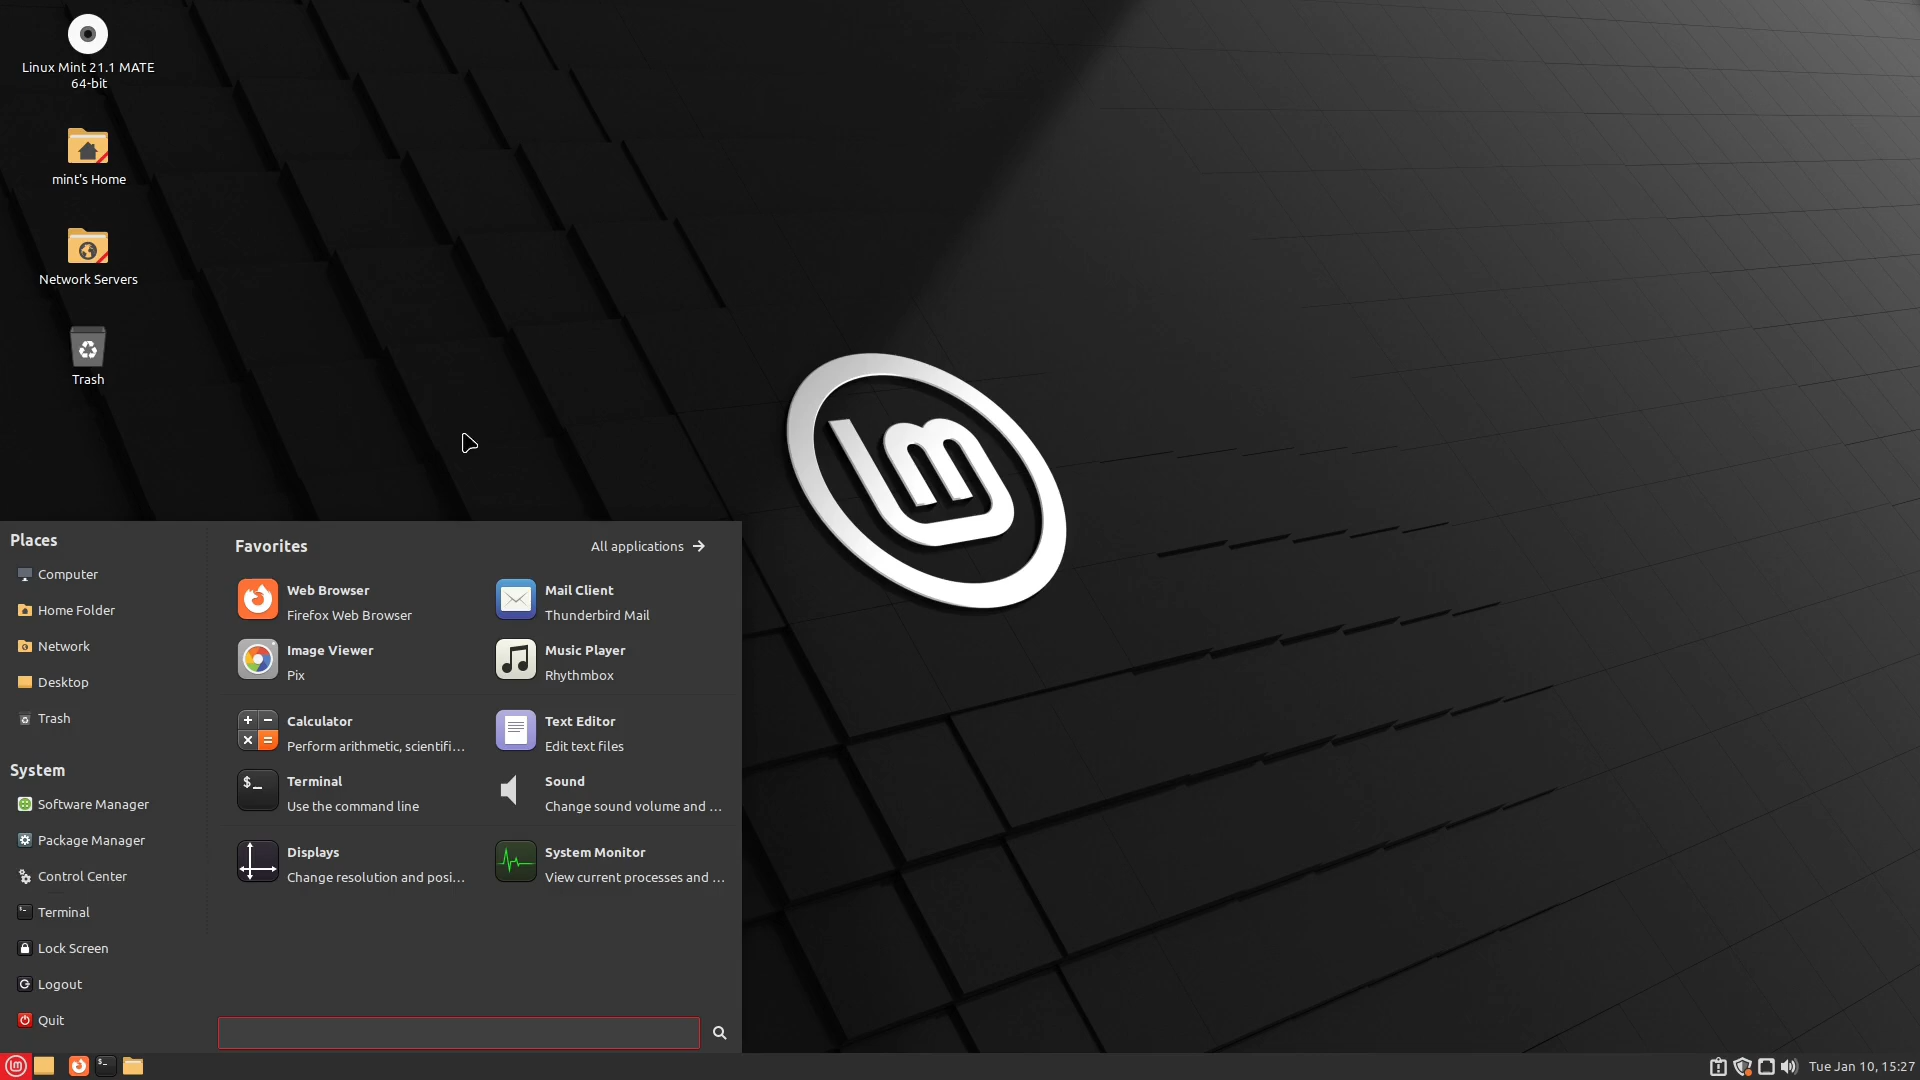 Linux Mint 21.1 MATE
64-bit
mint's Home
Network Servers
Trash
Places
Computer
Home Folder
Network
Desktop
Trash
System
Software Manager
Package Manager
Control Center
Terminal
Lock Screen
Logout
Quit
Favorites
All applications
Web Browser
Firefox Web Browser
Mail Client
Thunderbird Mail
Image Viewer
Pix
Music Player
Rhythmbox
Calculator
Perform arithmetic, scientifi...
Text Editor
Edit text files
Terminal
Use the command line
Sound
Change sound volume and ...
Displays
Change resolution and posi...
System Monitor
View current processes and ...
Tue Jan 10, 15:27